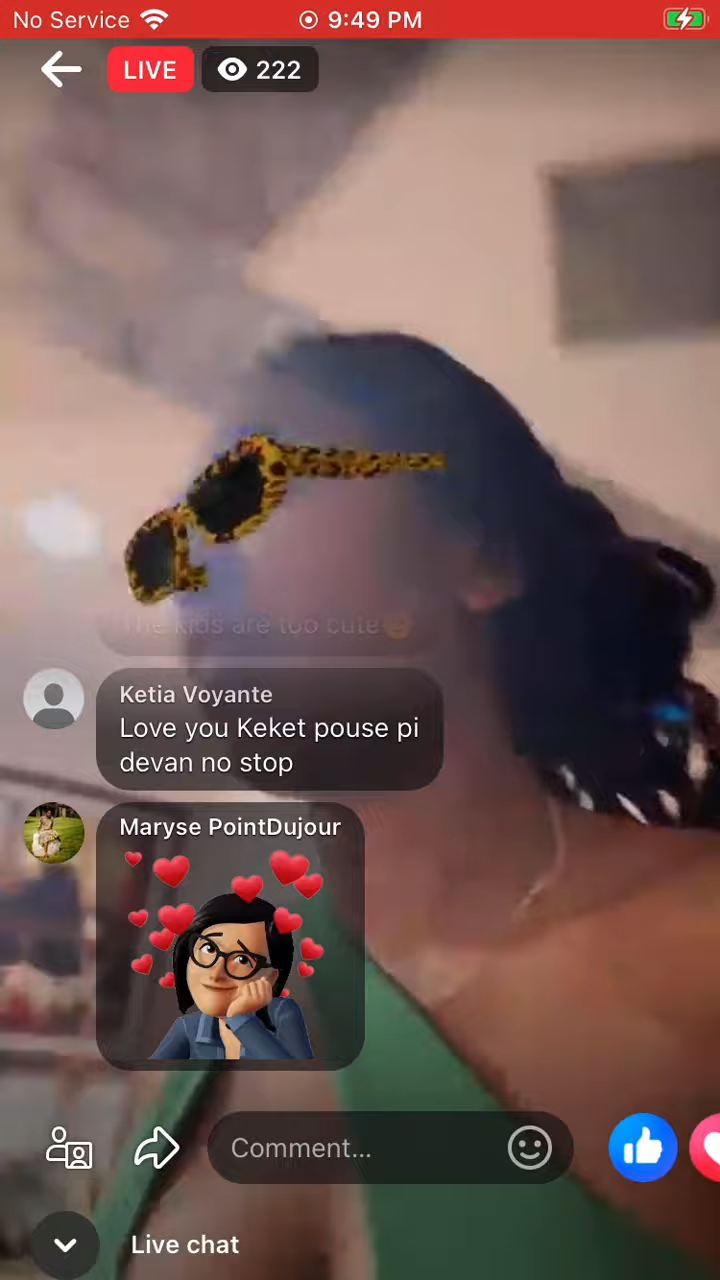 No Service
9:49 PM
LIVE
222
The kids are too cute
Ketia Voyante
Love you Keket pouse pi
devan no stop
Maryse PointDujour
Comment...
Live chat